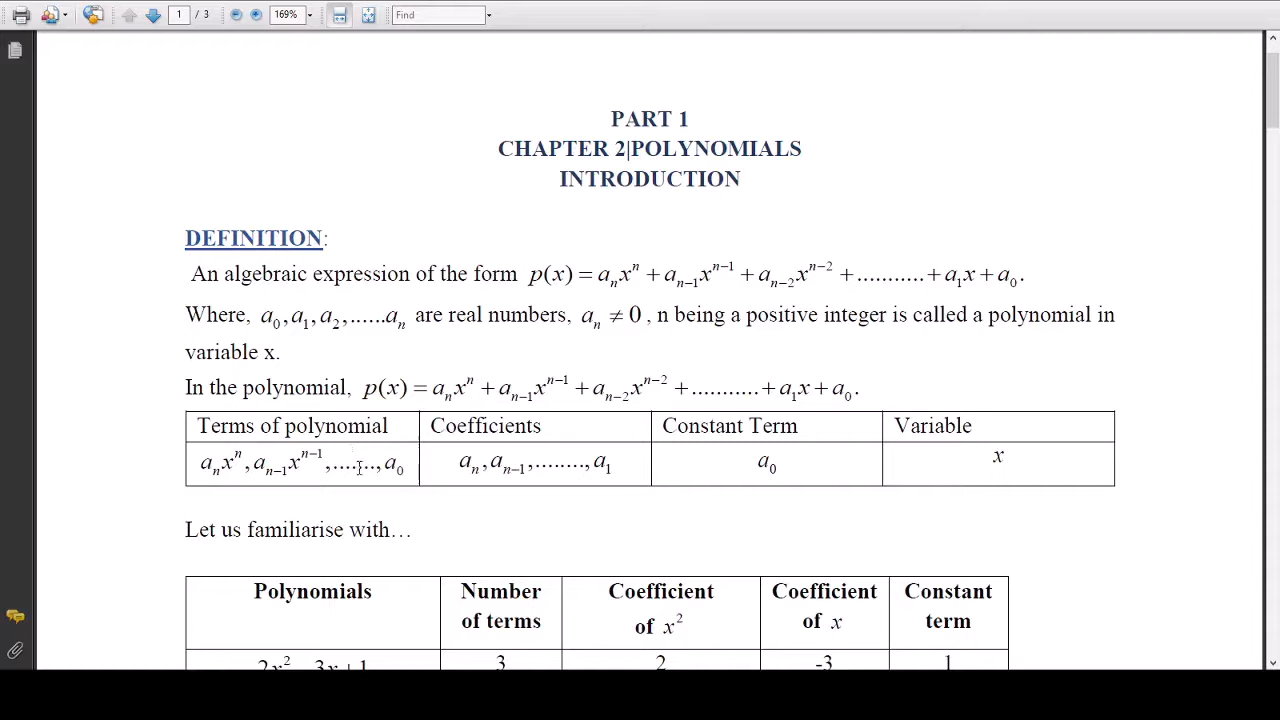 1 / 3 169% Find
PART 1
CHAPTER 2|POLYNOMIALS
INTRODUCTION
DEFINITION:
An algebraic expression of the form p(x) = aₙxⁿ + aₙ₋₁xⁿ⁻¹ + aₙ₋₂xⁿ⁻² + ........... + a₁x + a₀.
Where, a₀, a₁, a₂, ......aₙ are real numbers, aₙ ≠ 0 , n being a positive integer is called a polynomial in
variable x.
In the polynomial, p(x) = aₙxⁿ + aₙ₋₁xⁿ⁻¹ + aₙ₋₂xⁿ⁻² + ........... + a₁x + a₀.
Terms of polynomial Coefficients Constant Term Variable
aₙxⁿ, aₙ₋₁xⁿ⁻¹, ......., a₀ aₙ, aₙ₋₁, ........, a₁ a₀ x
Let us familiarise with…
Polynomials Number of terms Coefficient of x² Coefficient of x Constant term
2x² − 3x + 1 3 2 -3 1